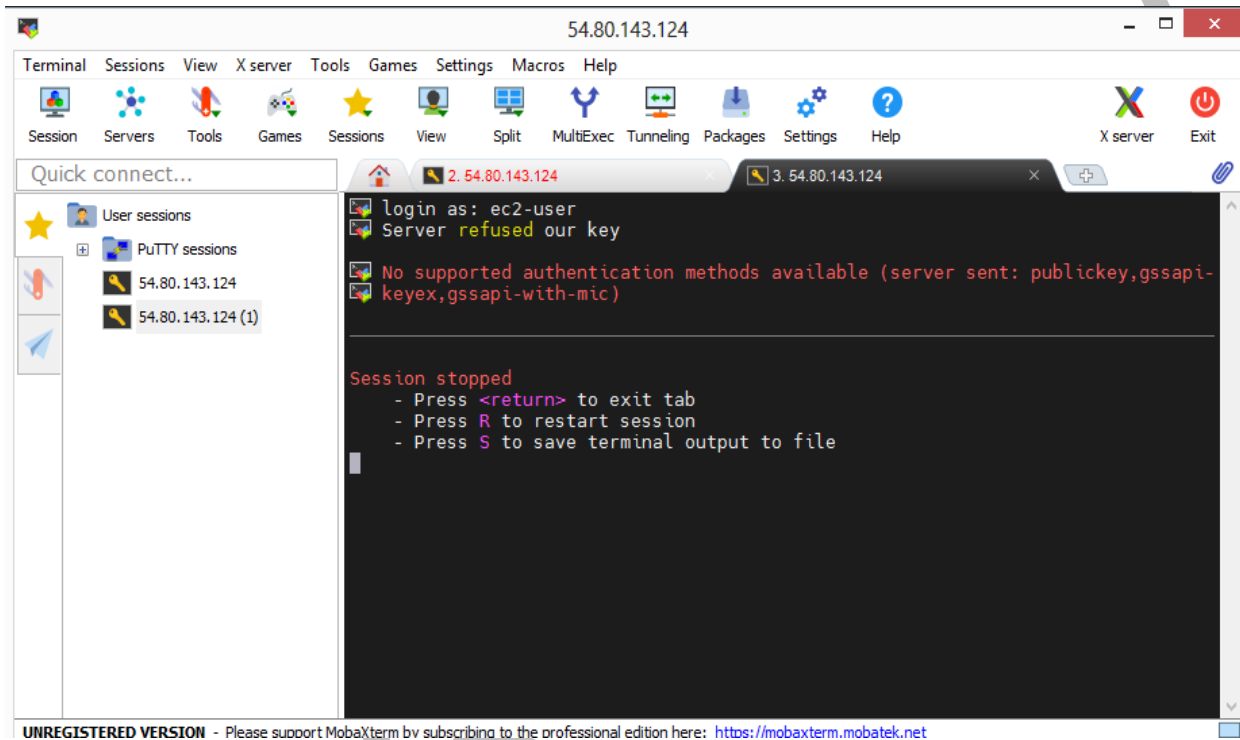 54.80.143.124
Terminal Sessions View X server Tools Games Settings Macros Help
Session Servers Tools Games Sessions View Split MultiExec Tunneling Packages Settings Help X server Exit
Quick connect...
2. 54.80.143.124
3. 54.80.143.124
User sessions
PuTTY sessions
54.80.143.124
54.80.143.124 (1)
login as: ec2-user
Server refused our key
No supported authentication methods available (server sent: publickey,gssapi-
keyex,gssapi-with-mic)
Session stopped
- Press <return> to exit tab
- Press R to restart session
- Press S to save terminal output to file
UNREGISTERED VERSION - Please support MobaXterm by subscribing to the professional edition here: https://mobaxterm.mobatek.net